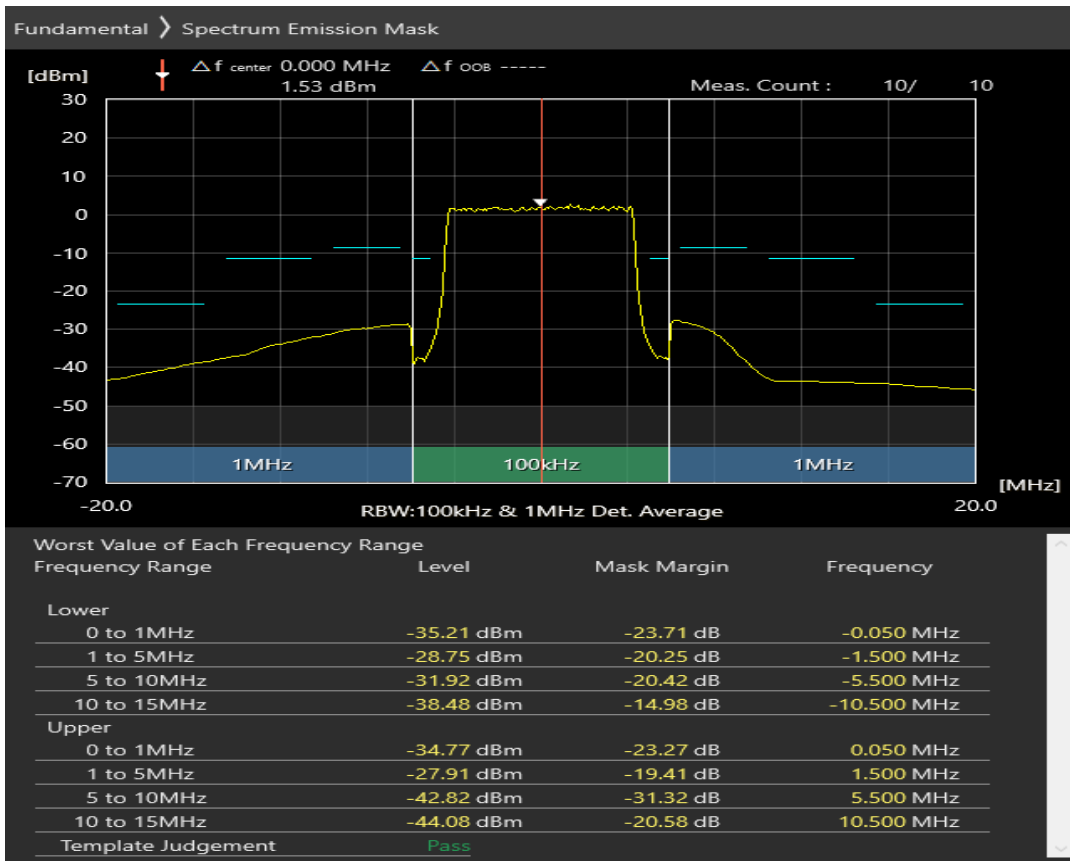 Fundamental ❯ Spectrum Emission Mask
[dBm] Δf center 0.000 MHz Δf OOB -----
1.53 dBm Meas. Count : 10/ 10
30
20
10
0
-10
-20
-30
-40
-50
-60
1MHz 100kHz 1MHz
-70 [MHz]
-20.0 RBW:100kHz & 1MHz Det. Average 20.0
Worst Value of Each Frequency Range
Frequency Range Level Mask Margin Frequency
Lower
0 to 1MHz -35.21 dBm -23.71 dB -0.050 MHz
1 to 5MHz -28.75 dBm -20.25 dB -1.500 MHz
5 to 10MHz -31.92 dBm -20.42 dB -5.500 MHz
10 to 15MHz -38.48 dBm -14.98 dB -10.500 MHz
Upper
0 to 1MHz -34.77 dBm -23.27 dB 0.050 MHz
1 to 5MHz -27.91 dBm -19.41 dB 1.500 MHz
5 to 10MHz -42.82 dBm -31.32 dB 5.500 MHz
10 to 15MHz -44.08 dBm -20.58 dB 10.500 MHz
Template Judgement Pass